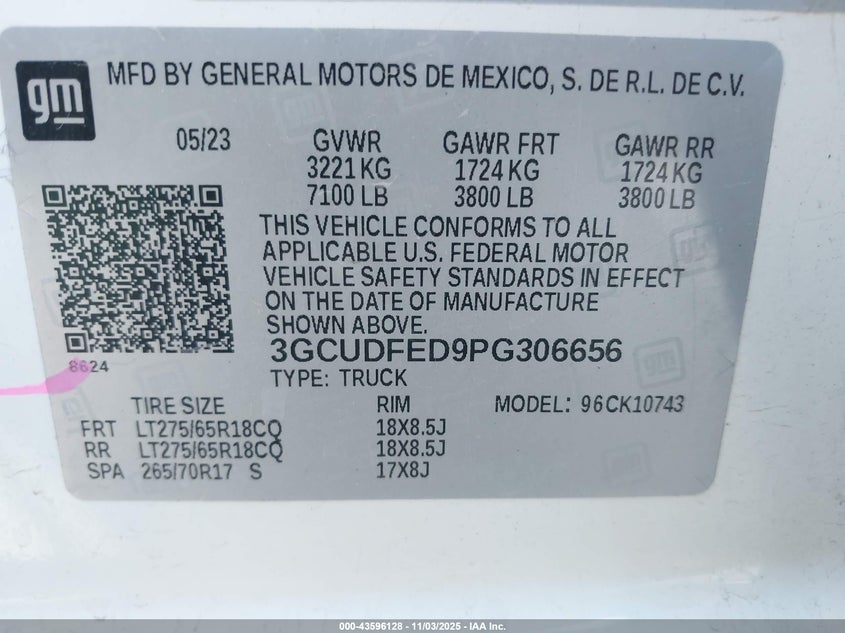 gm
MFD BY GENERAL MOTORS DE MEXICO, S. DE R.L. DE C.V.
05/23 GVWR GAWR FRT GAWR RR
3221 KG 1724 KG 1724 KG
7100 LB 3800 LB 3800 LB
THIS VEHICLE CONFORMS TO ALL
APPLICABLE U.S. FEDERAL MOTOR
VEHICLE SAFETY STANDARDS IN EFFECT
ON THE DATE OF MANUFACTURE
SHOWN ABOVE.
3GCUDFED9PG306656
8624
TYPE: TRUCK
TIRE SIZE RIM MODEL: 96CK10743
FRT LT275/65R18CQ 18X8.5J
RR LT275/65R18CQ 18X8.5J
SPA 265/70R17 S 17X8J
gm
000-43596128 - 11/03/2025 - IAA Inc.